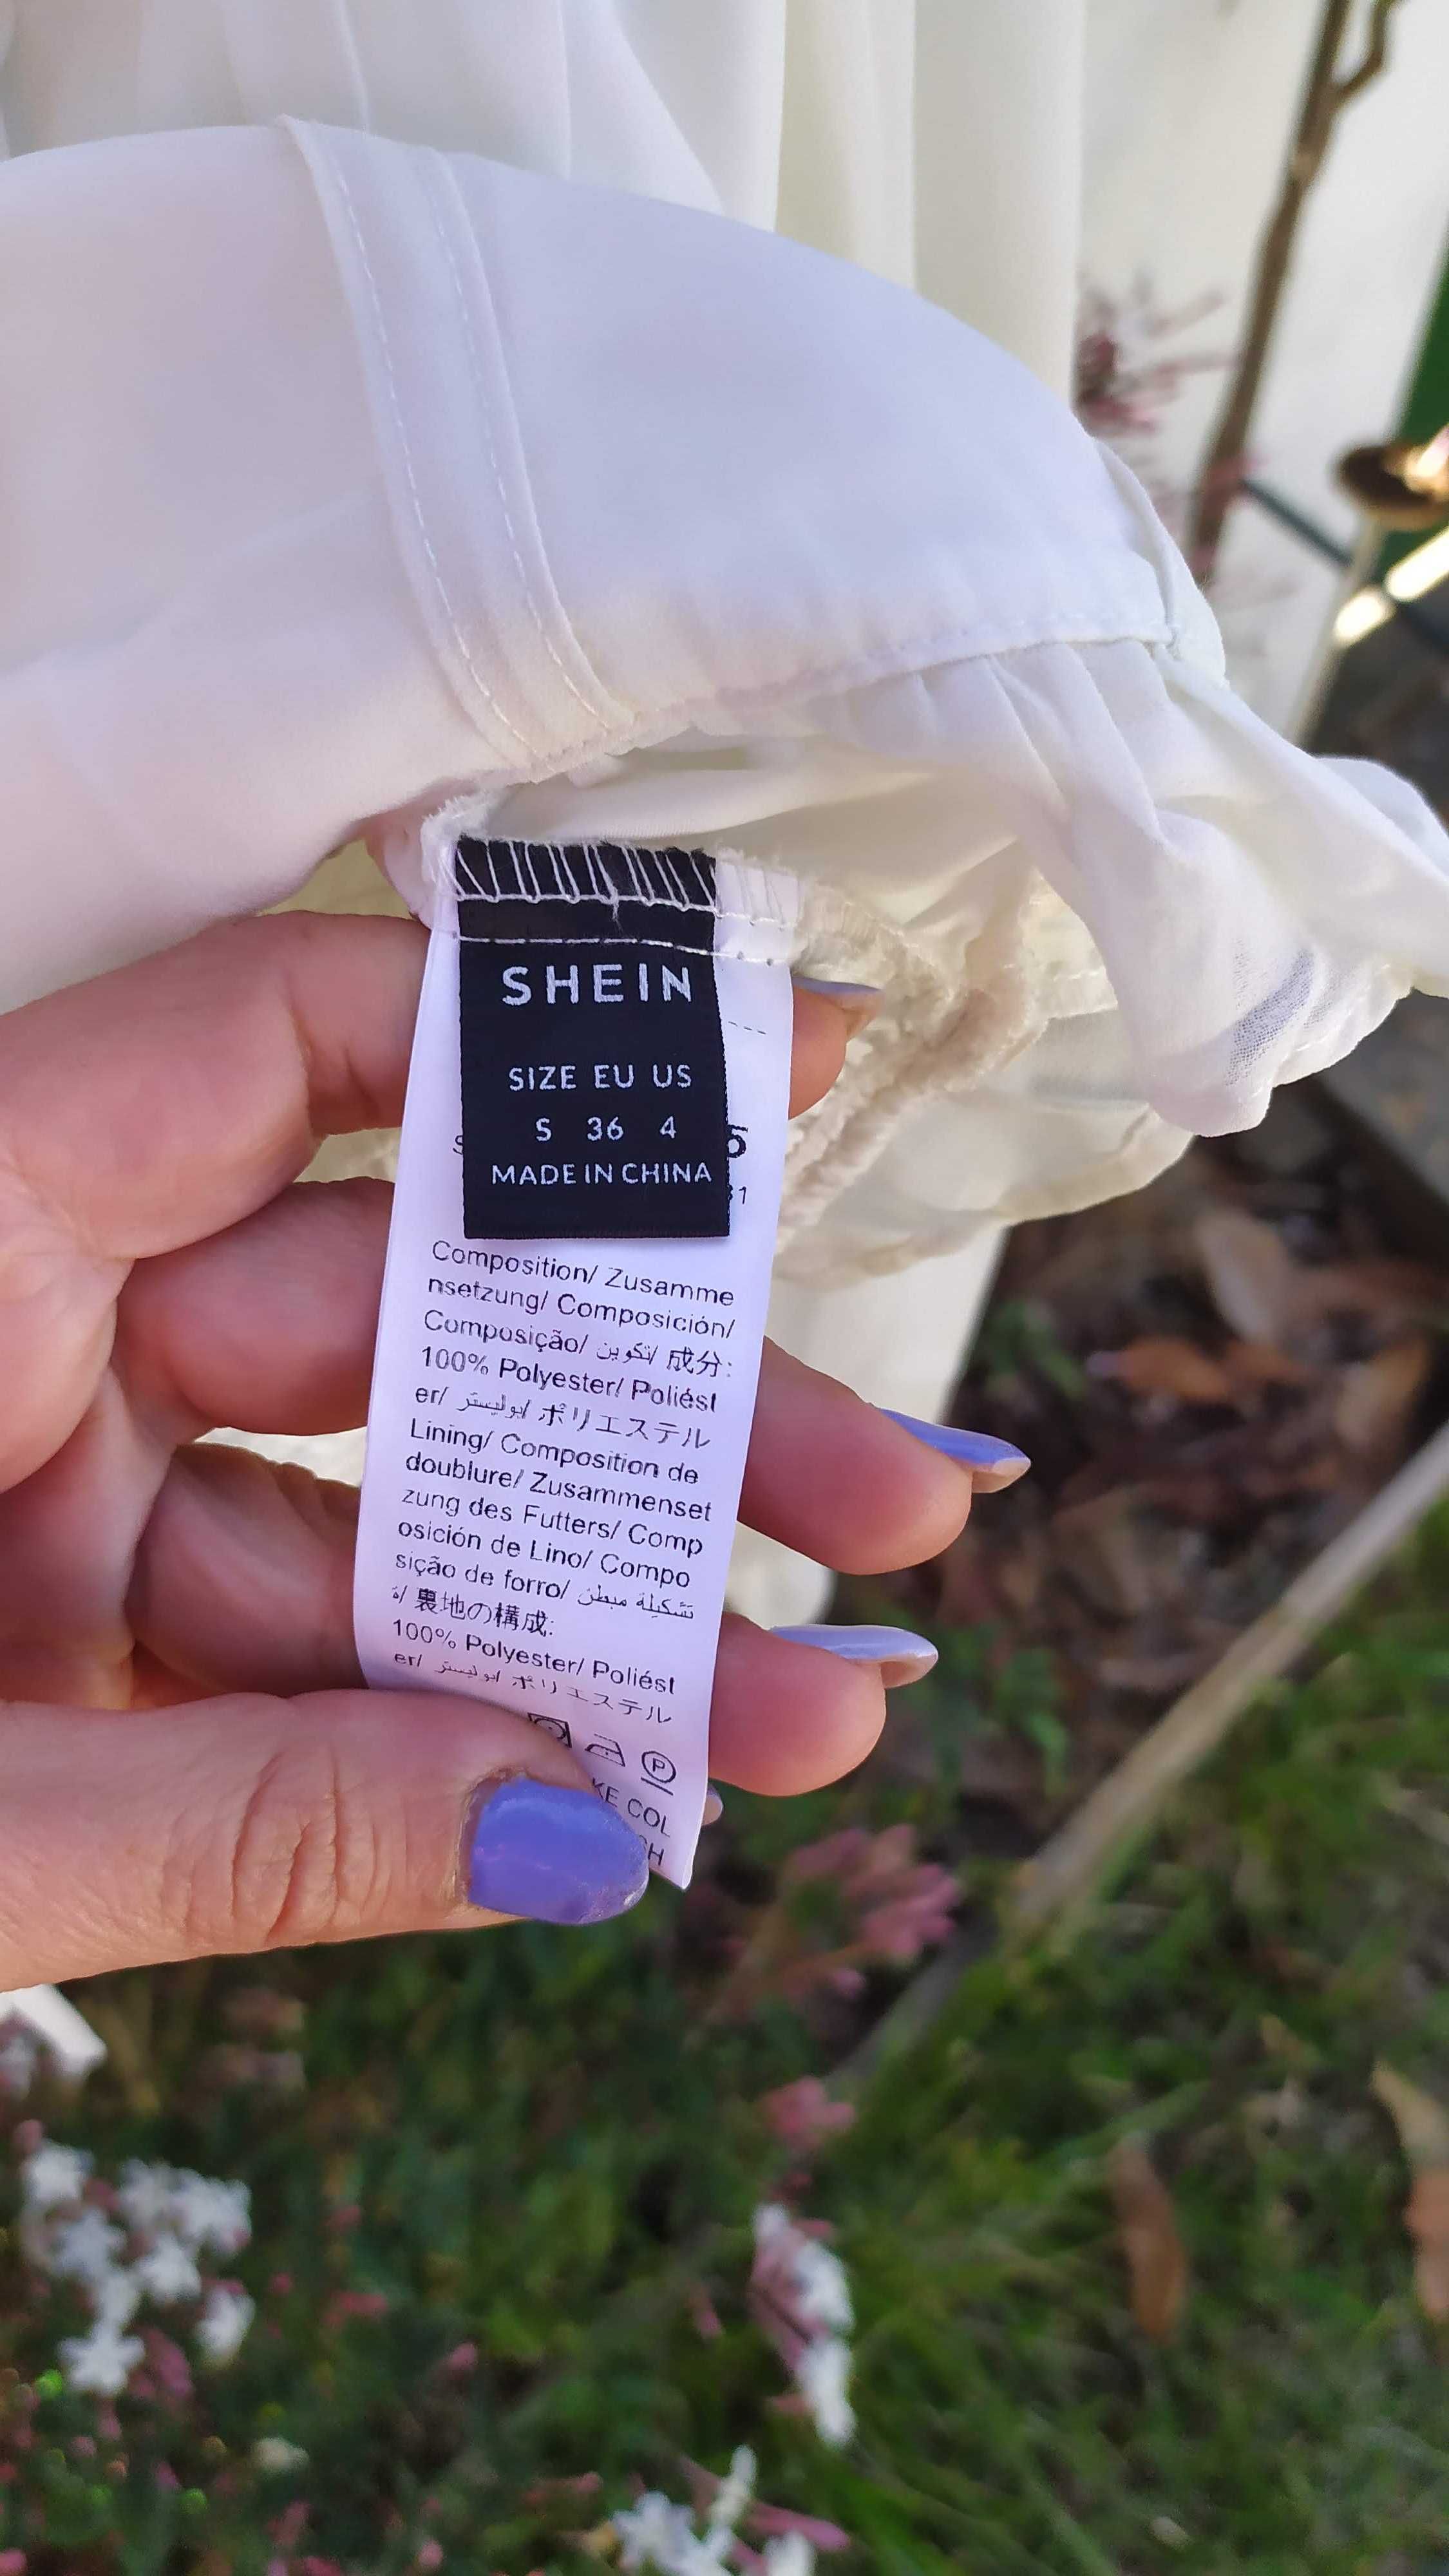 SHEIN
SIZE EU US
S 36 4
MADE IN CHINA
Composition/ Zusamme
nsetzung/ Composición/
Composição/ تكوين/ 成分:
100% Polyester/ Poliést
er/ بوليستر/ ポリエステル
Lining/ Composition de
doublure/ Zusammenset
zung des Futters/ Comp
osición de Lino/ Compo
sição de forro/ تشكيلة مبطن
ة/ 裏地の構成:
100% Polyester/ Poliést
er/ بوليستر/ ポリエステル
P
COL